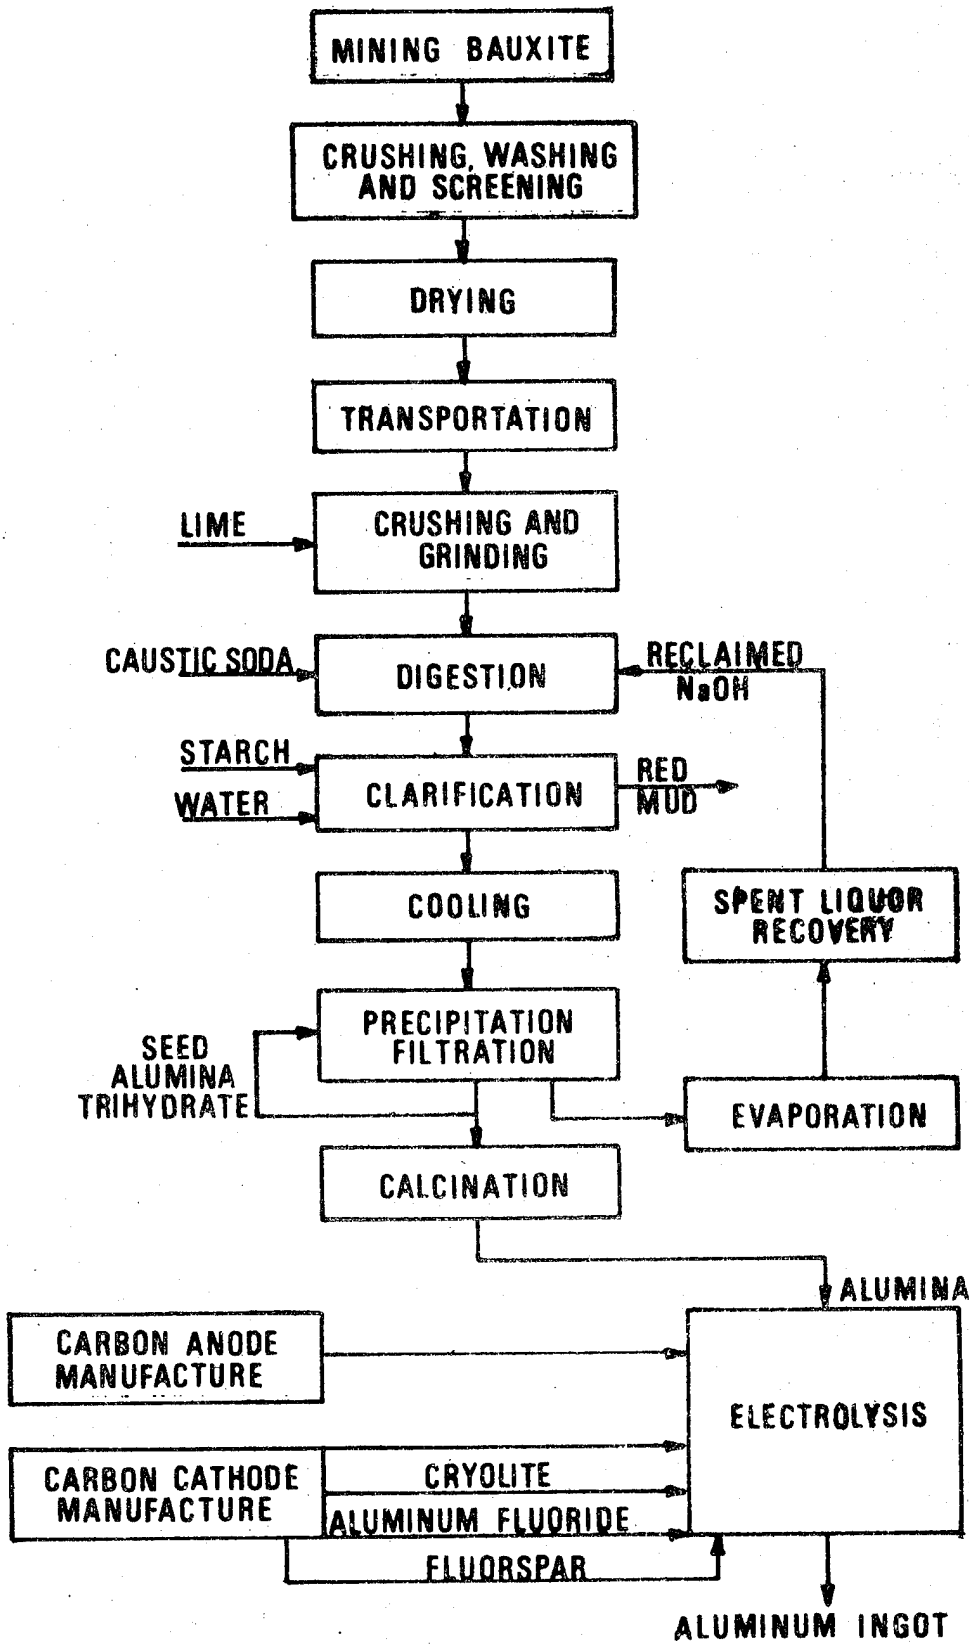 MINING BAUXITE
CRUSHING, WASHING
AND SCREENING
DRYING
TRANSPORTATION
LIME
CRUSHING AND
GRINDING
CAUSTIC SODA
DIGESTION
RECLAIMED
NaOH
STARCH
WATER
CLARIFICATION
RED
MUD
COOLING
SPENT LIQUOR
RECOVERY
PRECIPITATION
FILTRATION
SEED
ALUMINA
TRIHYDRATE
EVAPORATION
CALCINATION
ALUMINA
CARBON ANODE
MANUFACTURE
ELECTROLYSIS
CARBON CATHODE
MANUFACTURE
CRYOLITE
ALUMINUM FLUORIDE
FLUORSPAR
ALUMINUM INGOT